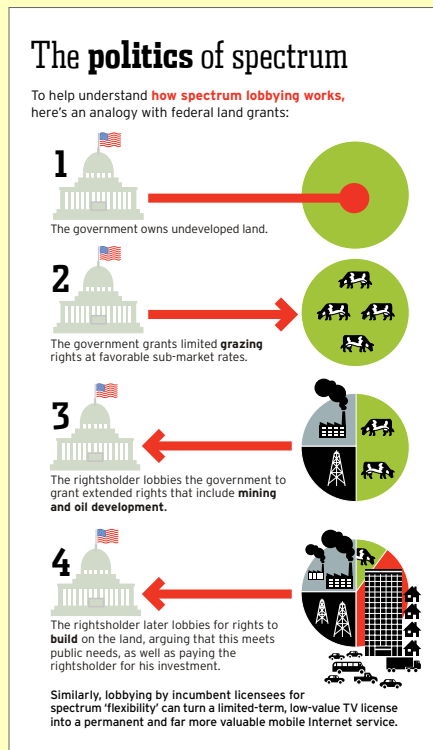 The politics of spectrum
To help understand how spectrum lobbying works,
here's an analogy with federal land grants:
1
The government owns undeveloped land.
2
The government grants limited grazing
rights at favorable sub-market rates.
3
The rightsholder lobbies the government to
grant extended rights that include mining
and oil development.
4
The rightsholder later lobbies for rights to
build on the land, arguing that this meets
public needs, as well as paying the
rightsholder for his investment.
Similarly, lobbying by incumbent licensees for
spectrum 'flexibility' can turn a limited-term, low-value TV license
into a permanent and far more valuable mobile Internet service.